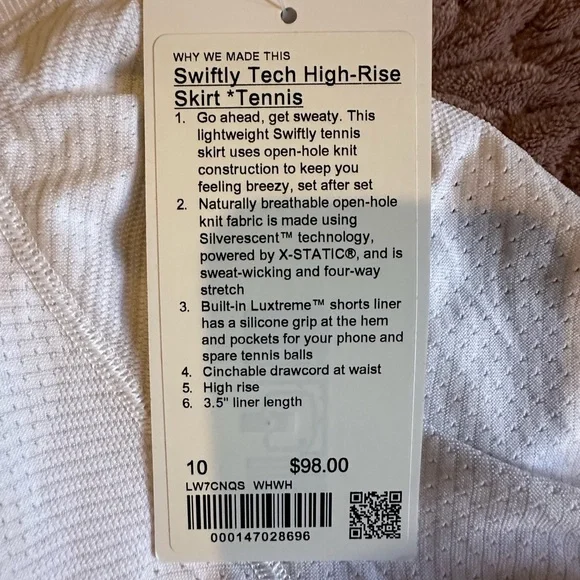 WHY WE MADE THIS
Swiftly Tech High-Rise
Skirt *Tennis
1. Go ahead, get sweaty. This
lightweight Swiftly tennis
skirt uses open-hole knit
construction to keep you
feeling breezy, set after set
2. Naturally breathable open-hole
knit fabric is made using
Silverescent™ technology,
powered by X-STATIC®, and is
sweat-wicking and four-way
stretch
3. Built-in Luxtreme™ shorts liner
has a silicone grip at the hem
and pockets for your phone and
spare tennis balls
4. Cinchable drawcord at waist
5. High rise
6. 3.5" liner length
10 $98.00
LW7CNQS WHWH
000147028696